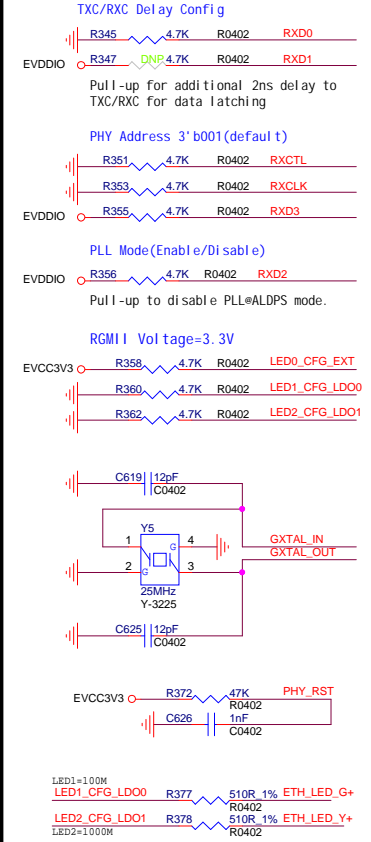 TXC/RXC Delay Config
R345 4.7K R0402 RXD0
EVDDIO R347 DNP 4.7K R0402 RXD1
Pull-up for additional 2ns delay to
TXC/RXC for data latching
PHY Address 3'b001(default)
R351 4.7K R0402 RXCTL
R353 4.7K R0402 RXCLK
EVDDIO R355 4.7K R0402 RXD3
PLL Mode(Enable/Disable)
EVDDIO R356 4.7K R0402 RXD2
Pull-up to disable PLL@ALDPS mode.
RGMII Voltage=3.3V
EVCC3V3 R358 4.7K R0402 LED0_CFG_EXT
R360 4.7K R0402 LED1_CFG_LDO0
R362 4.7K R0402 LED2_CFG_LDO1
C619 12pF
C0402
Y5
1 G 4 GXTAL_IN
GXTAL_OUT
2 G 3
25MHz
Y-3225
C625 12pF
C0402
EVCC3V3 R372 47K PHY_RST
R0402
C626 1nF
C0402
LED1=100M
LED1_CFG_LDO0 R377 510R_1% ETH_LED_G+
R0402
LED2_CFG_LDO1 R378 510R_1% ETH_LED_Y+
LED2=1000M R0402